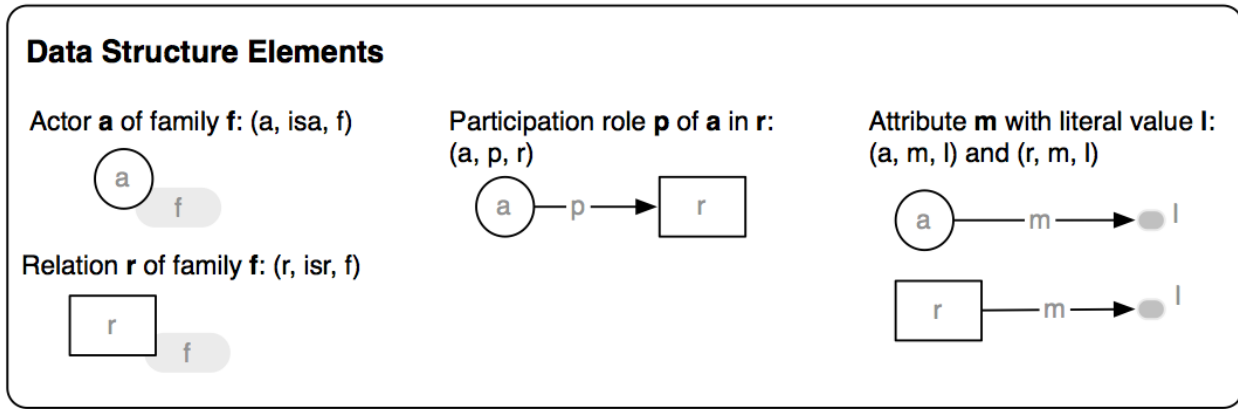 Data Structure Elements
Actor a of family f: (a, isa, f)
a
f
Relation r of family f: (r, isr, f)
r
f
Participation role p of a in r:
(a, p, r)
a
p
r
Attribute m with literal value l:
(a, m, l) and (r, m, l)
a
m
l
r
m
l